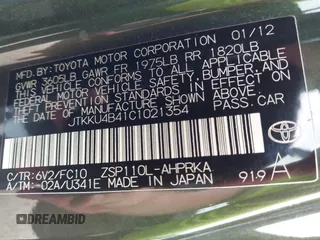 MFD.BY: TOYOTA MOTOR CORPORATION 01/12
GVWR 3605LB GAWR FR 1975LB RR 1820LB
THIS VEHICLE CONFORMS TO ALL APPLICABLE
FEDERAL MOTOR VEHICLE SAFETY, BUMPER, AND
THEFT PREVENTION STANDARDS IN EFFECT ON
THE DATE OF MANUFACTURE SHOWN ABOVE.
JTKKU4B41C1021354 PASS.CAR
C/TR: 6V2/FC10 ZSP110L-AHPRKA
A/TM: -02A/U341E MADE IN JAPAN 919 A
TOYOTA
DREAMBID